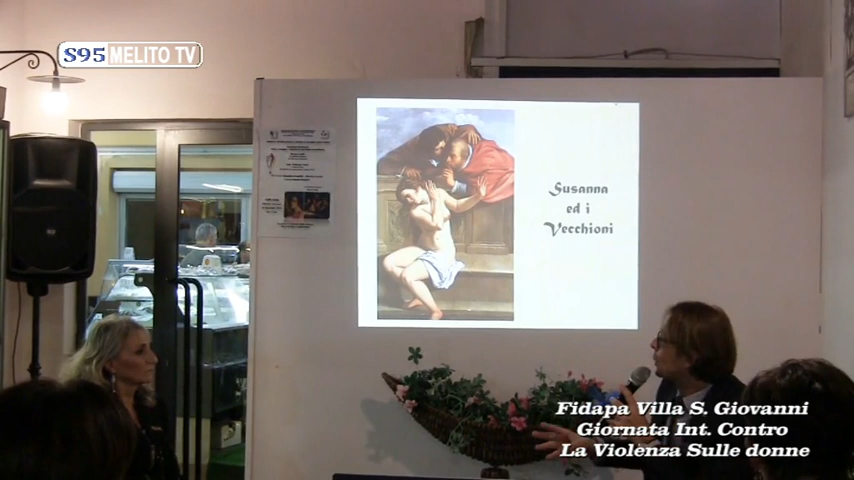 S95 MELITO TV
Susanna
ed i
Vecchioni
Fidapa Villa S. Giovanni
Giornata Int. Contro
La Violenza Sulle donne